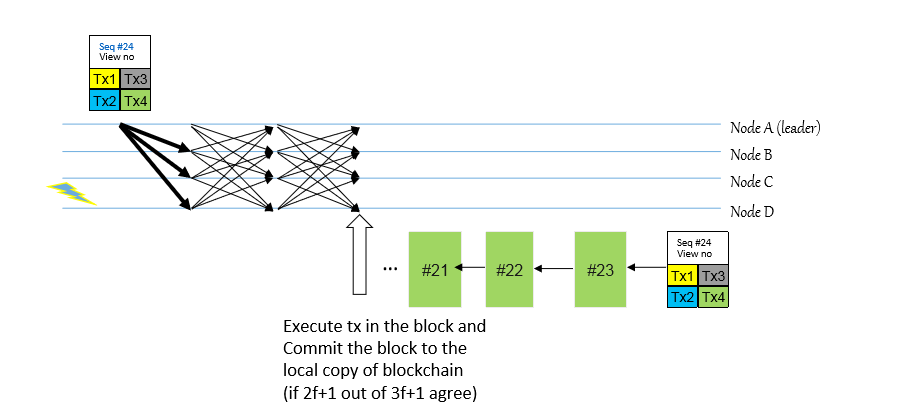 Seq #24
View no
Tx1 Tx3
Tx2 Tx4
Node A (leader)
Node B
Node C
Node D
... #21 #22 #23
Seq #24
View no
Tx1 Tx3
Tx2 Tx4
Execute tx in the block and
Commit the block to the
local copy of blockchain
(if 2f+1 out of 3f+1 agree)